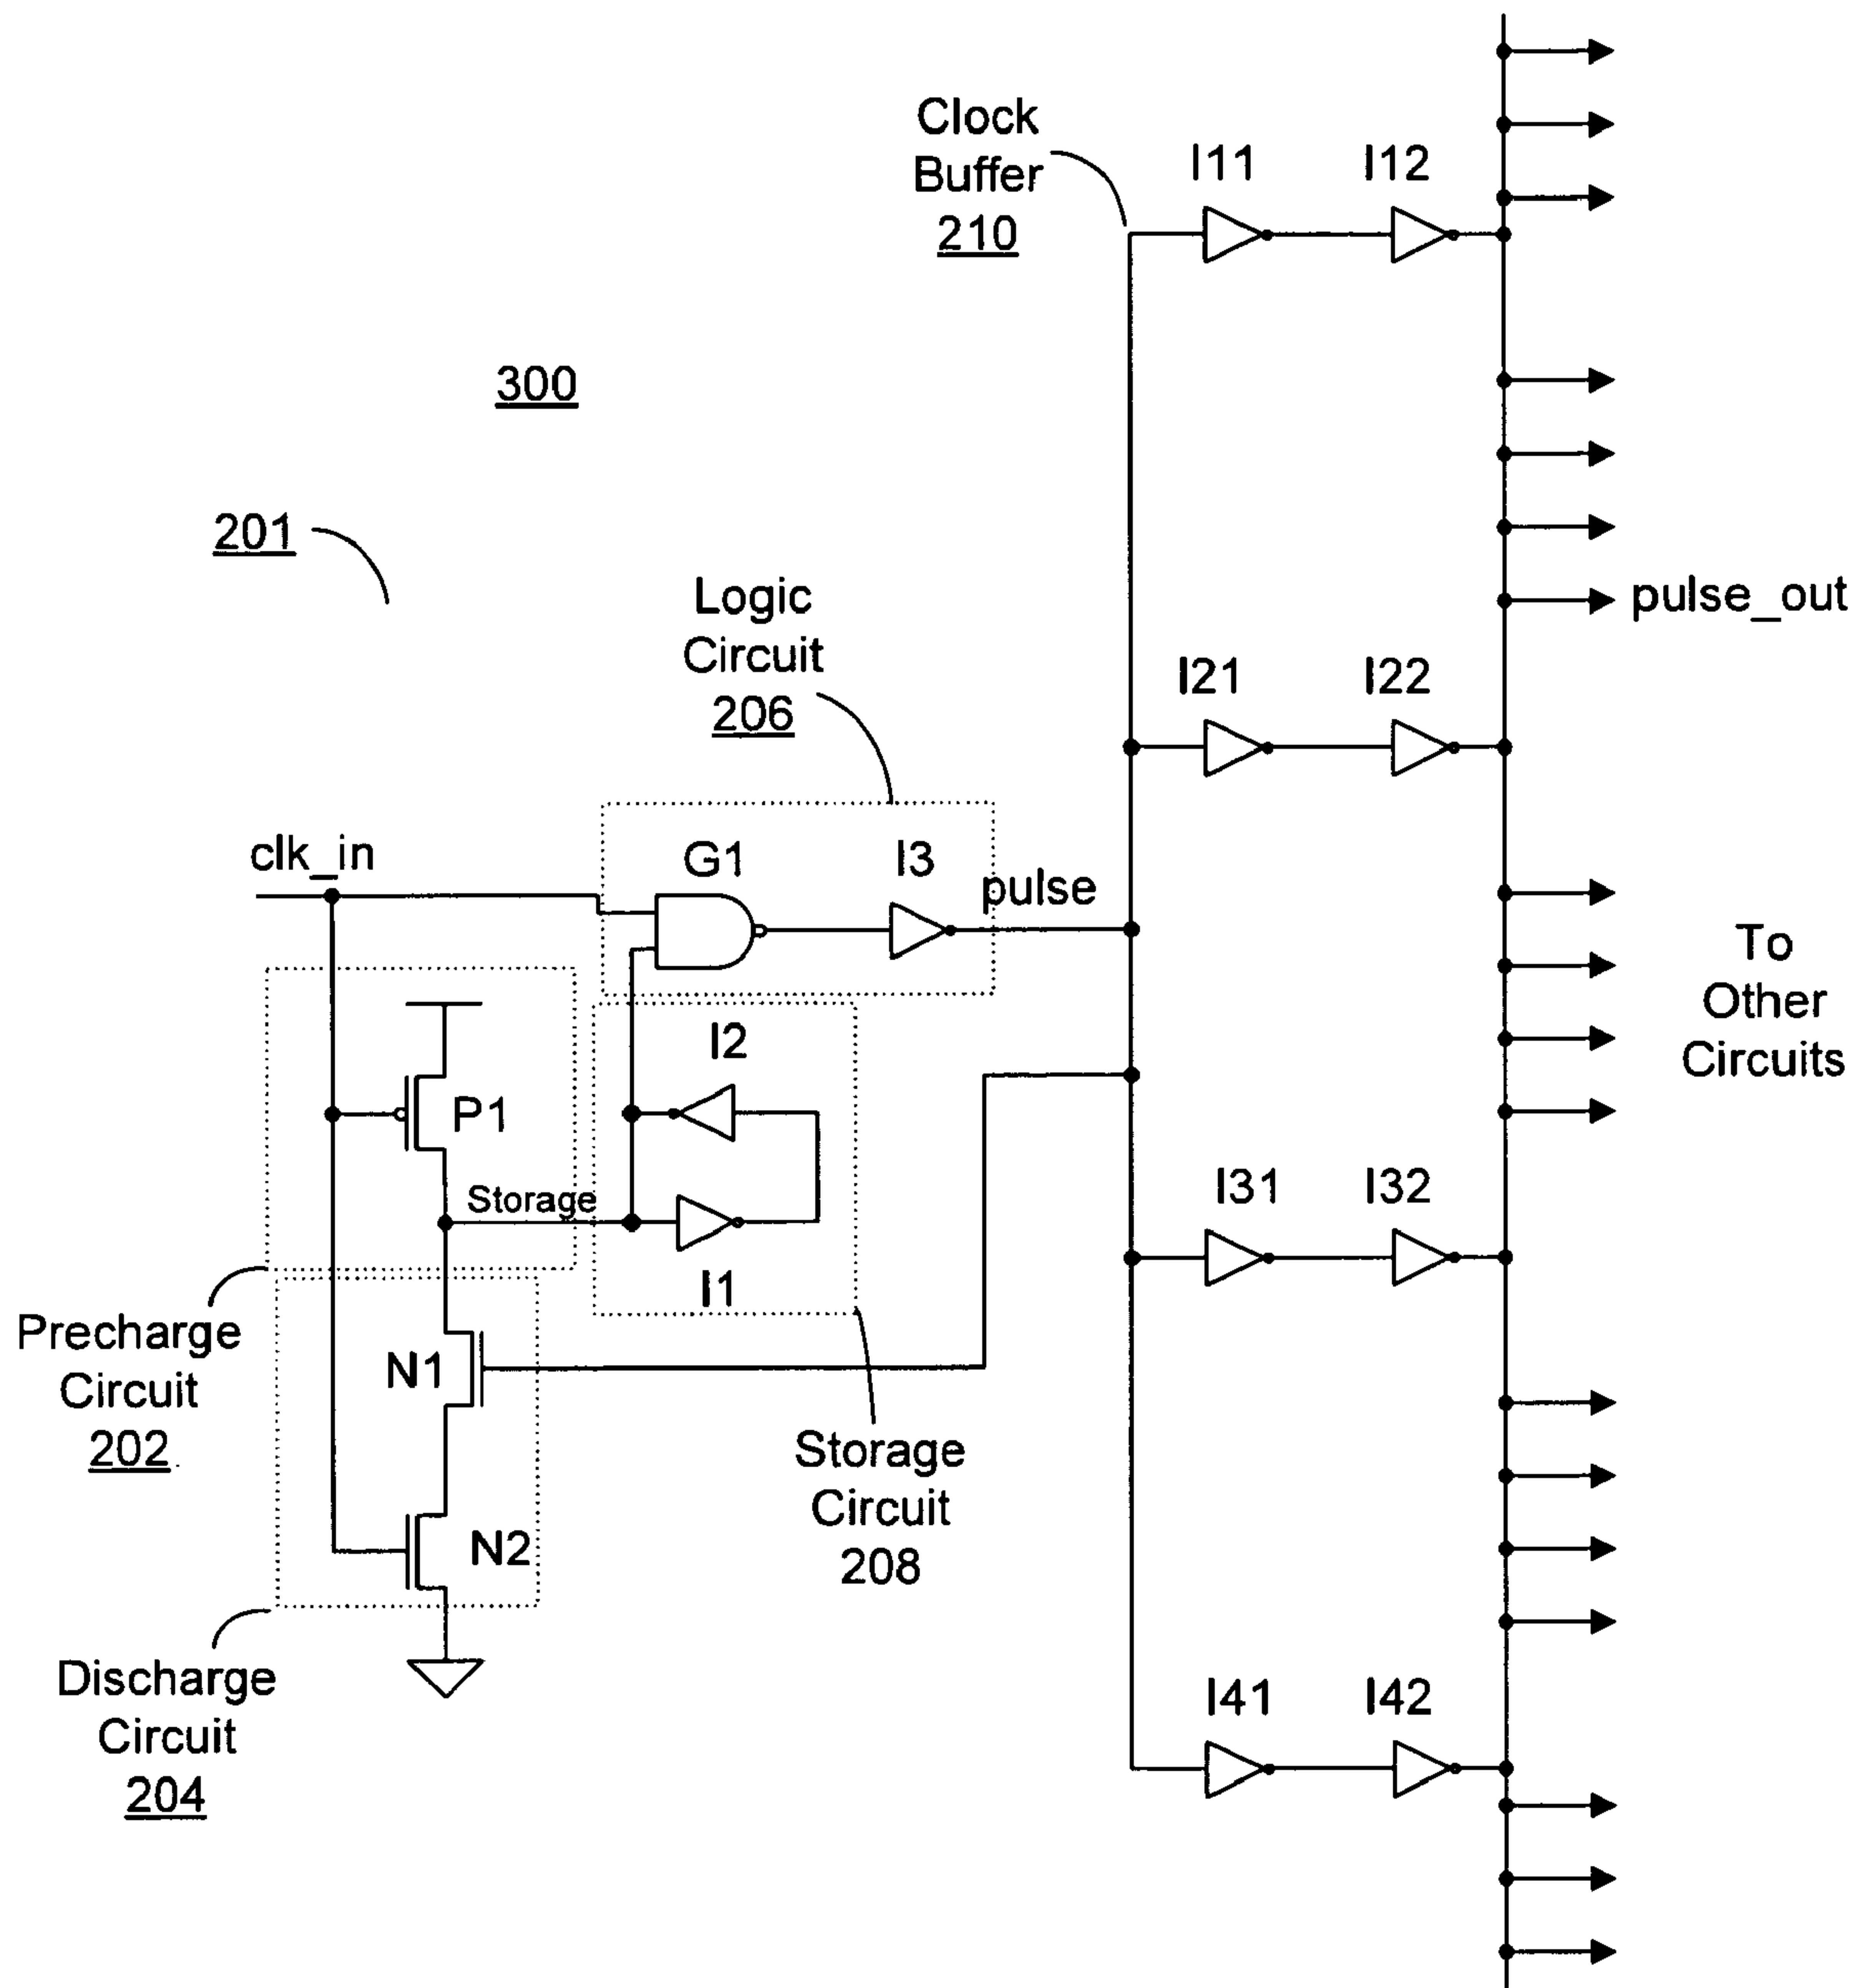 Clock
Buffer
210
I11
I12
300
201
Logic
Circuit
206
pulse_out
I21
I22
clk_in
G1
I3
pulse
To
Other
Circuits
I2
P1
Storage
I31
I32
I1
Precharge
Circuit
202
N1
Storage
Circuit
208
N2
Discharge
Circuit
204
I41
I42